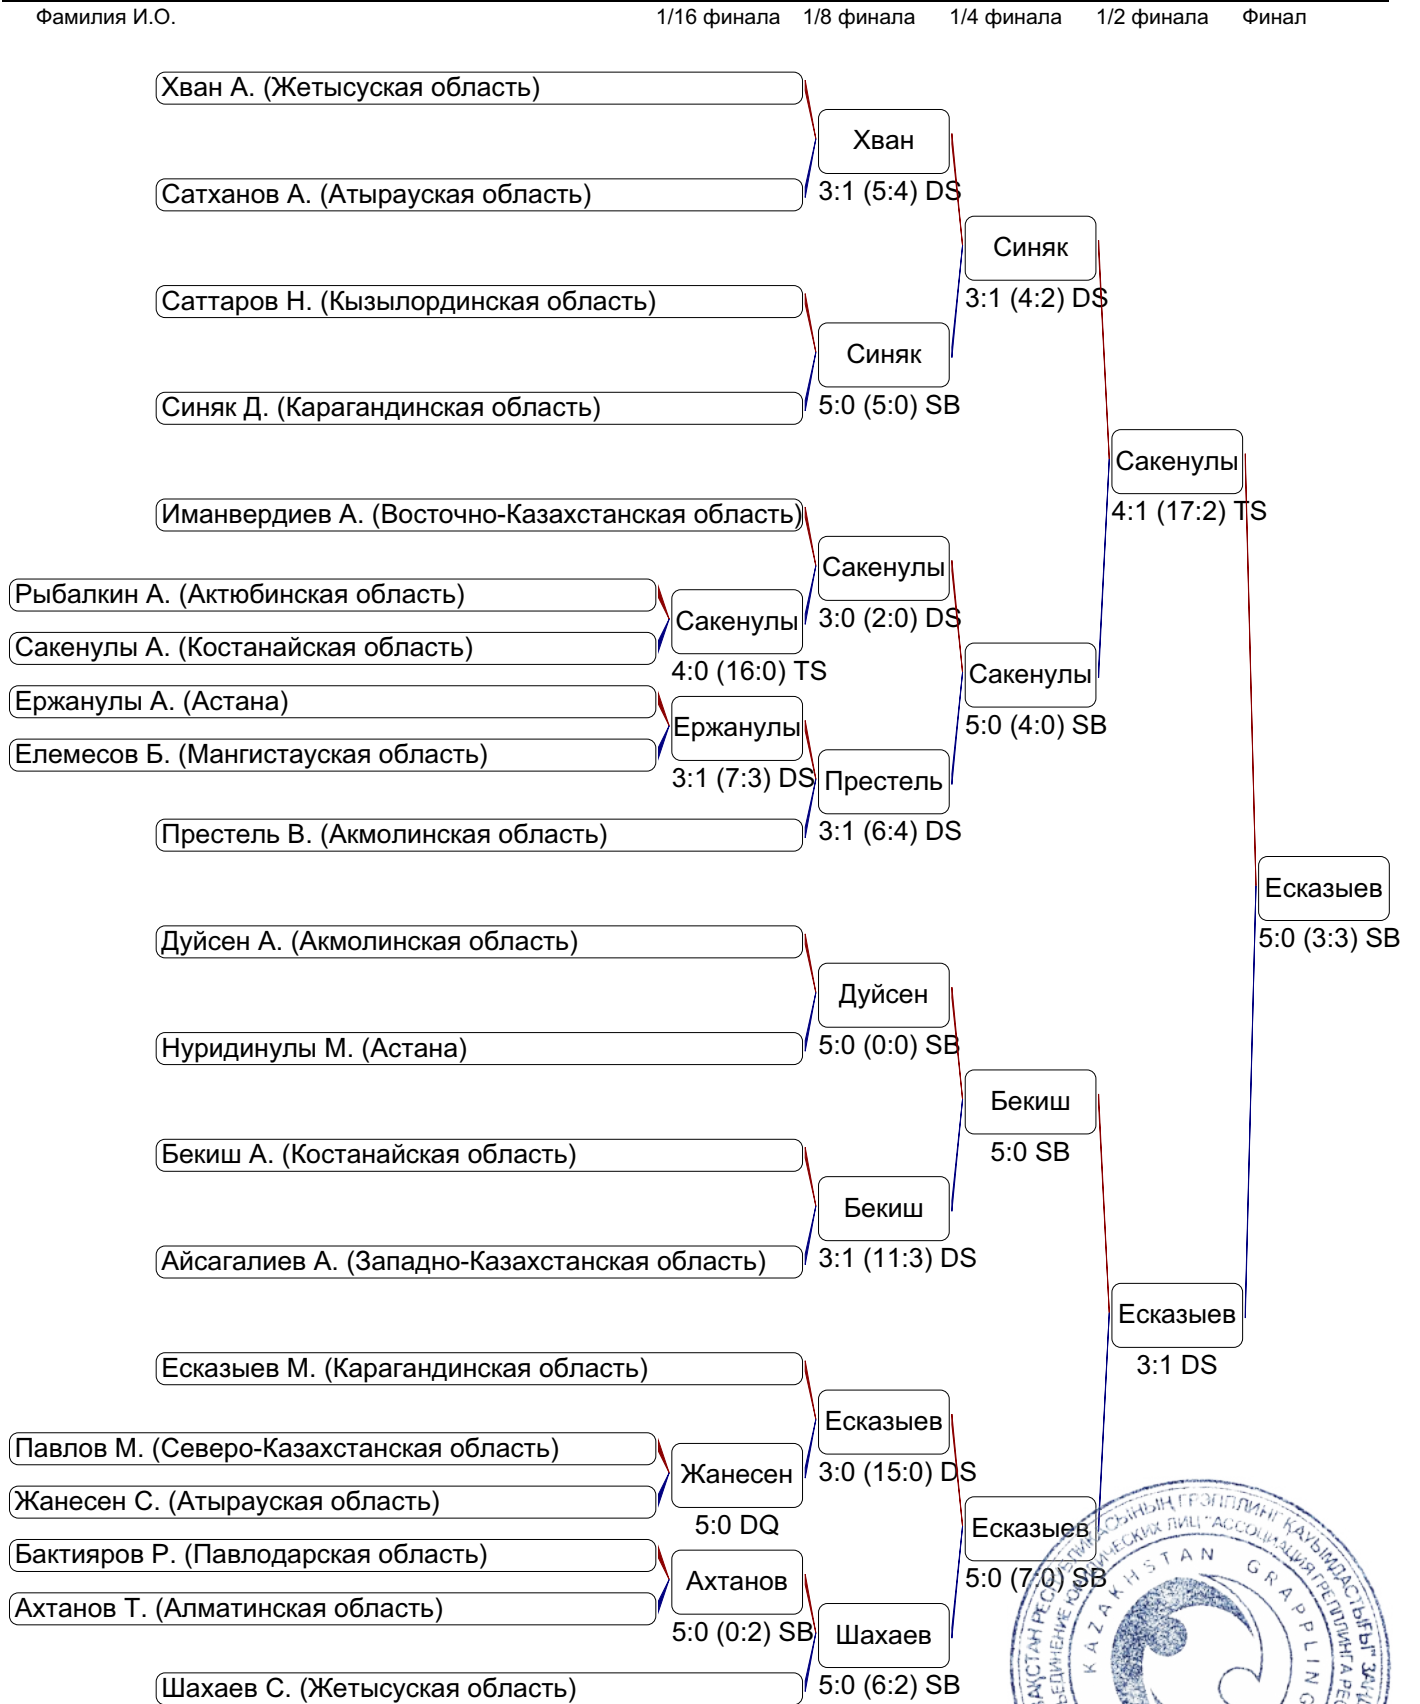 Фамилия И.О. 1/16 финала 1/8 финала 1/4 финала 1/2 финала Финал
Хван А. (Жетысуская область)
Хван
Сатханов А. (Атырауская область)
3:1 (5:4) DS
Синяк
Саттаров Н. (Кызылординская область)
3:1 (4:2) DS
Синяк
Синяк Д. (Карагандинская область)
5:0 (5:0) SB
Сакенулы
Иманвердиев А. (Восточно-Казахстанская область)
4:1 (17:2) TS
Сакенулы
Рыбалкин А. (Актюбинская область)
Сакенулы
3:0 (2:0) DS
Сакенулы А. (Костанайская область)
4:0 (16:0) TS
Сакенулы
Ержанулы А. (Астана)
Ержанулы
5:0 (4:0) SB
Елемесов Б. (Мангистауская область)
3:1 (7:3) DS
Престель
Престель В. (Акмолинская область)
3:1 (6:4) DS
Есказыев
Дуйсен А. (Акмолинская область)
5:0 (3:3) SB
Дуйсен
Нуридинулы М. (Астана)
5:0 (0:0) SB
Бекиш
Бекиш А. (Костанайская область)
5:0 SB
Бекиш
Айсагалиев А. (Западно-Казахстанская область)
3:1 (11:3) DS
Есказыев
Есказыев М. (Карагандинская область)
3:1 DS
Есказыев
Павлов М. (Северо-Казахстанская область)
Жанесен
3:0 (15:0) DS
Жанесен С. (Атырауская область)
5:0 DQ
Есказыев
Бактияров Р. (Павлодарская область)
Ахтанов
5:0 (7:0) SB
Ахтанов Т. (Алматинская область)
5:0 (0:2) SB
Шахаев
Шахаев С. (Жетысуская область)
5:0 (6:2) SB
KAZAKHSTAN GRAPPLING